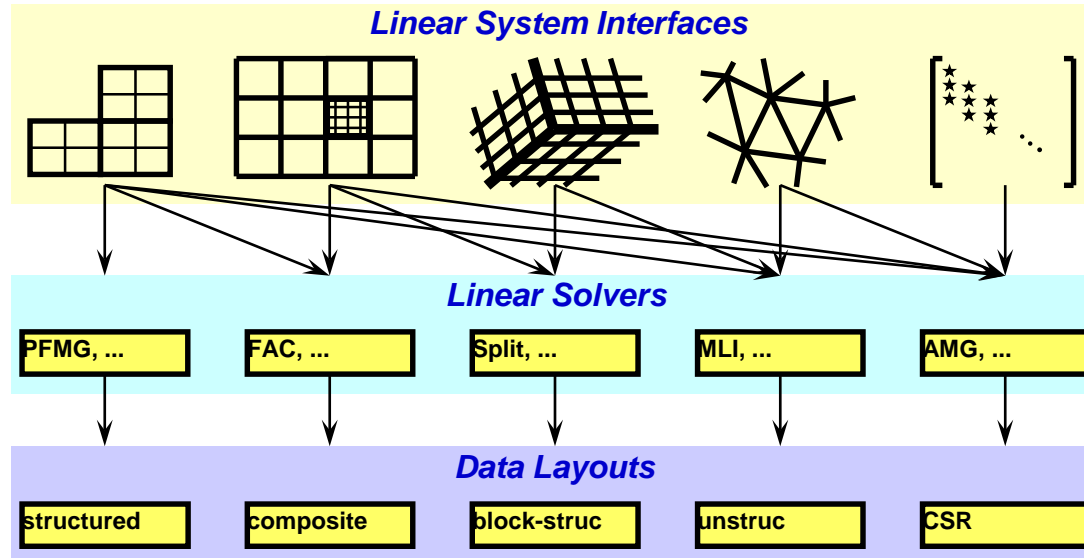 Linear System Interfaces
Linear Solvers
PFMG, ...
FAC, ...
Split, ...
MLI, ...
AMG, ...
Data Layouts
structured
composite
block-struc
unstruc
CSR